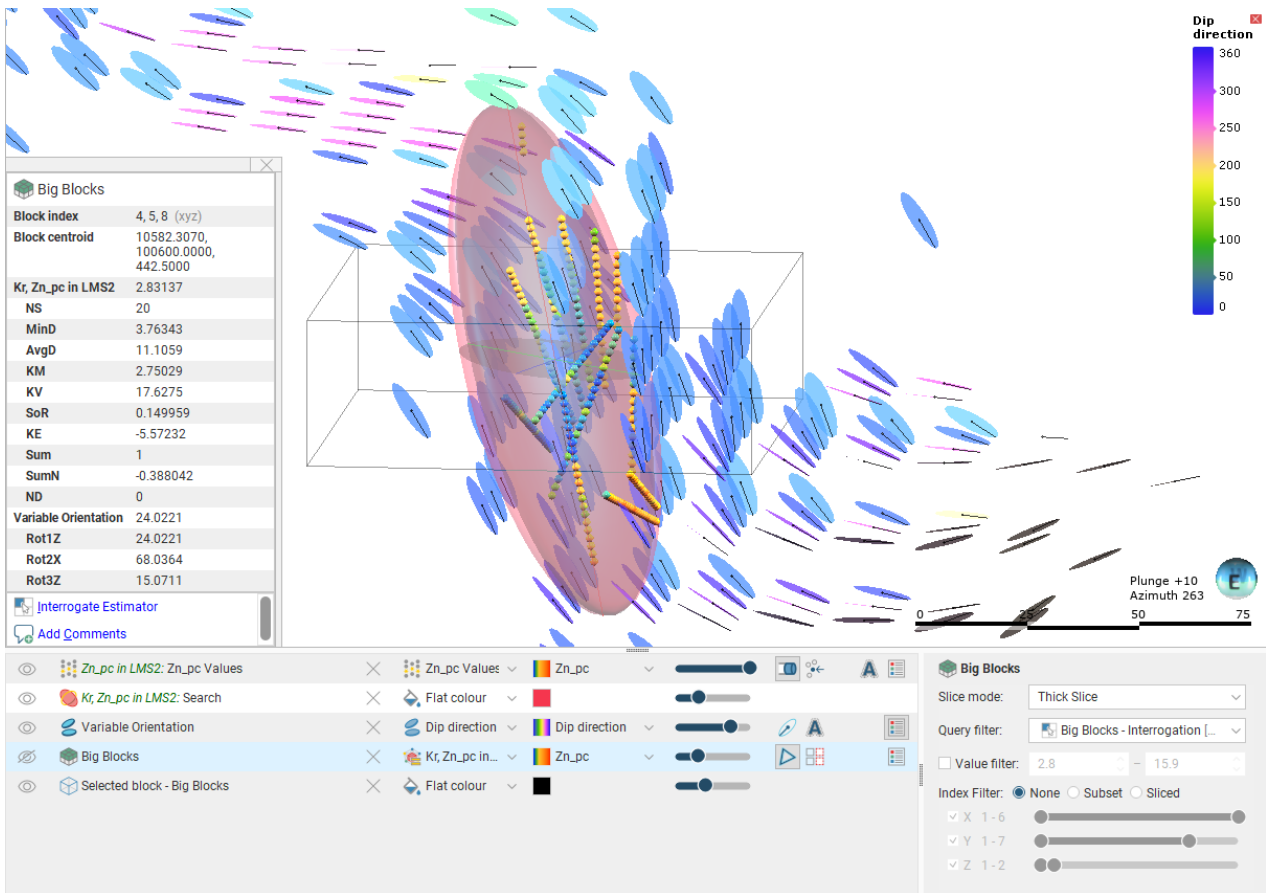 Dip
direction
360
300
250
200
150
100
50
0
Big Blocks
Block index 4, 5, 8 (xyz)
Block centroid 10582.3070,
100600.0000,
442.5000
Kr, Zn_pc in LMS2 2.83137
NS 20
MinD 3.76343
AvgD 11.1059
KM 2.75029
KV 17.6275
SoR 0.149959
KE -5.57232
Sum 1
SumN -0.388042
ND 0
Variable Orientation 24.0221
Rot1Z 24.0221
Rot2X 68.0364
Rot3Z 15.0711
Interrogate Estimator
Add Comments
Plunge +10
Azimuth 263
E
0 25 50 75
Zn_pc in LMS2: Zn_pc Values Zn_pc Values Zn_pc
Kr, Zn_pc in LMS2: Search Flat colour
Variable Orientation Dip direction Dip direction
Big Blocks Kr, Zn_pc in... Zn_pc
Selected block - Big Blocks Flat colour
Big Blocks
Slice mode: Thick Slice
Query filter: Big Blocks - Interrogation [...
Value filter: 2.8 – 15.9
Index Filter: None Subset Sliced
X 1 - 6
Y 1 - 7
Z 1 - 2